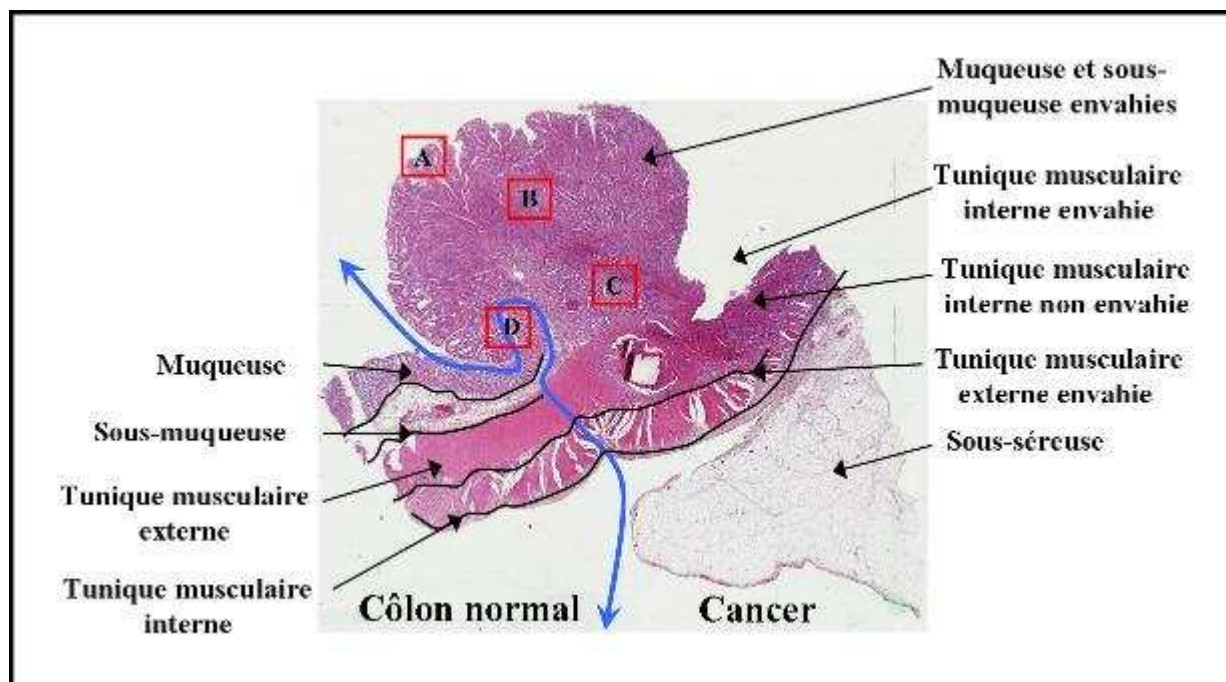 Muqueuse et sous-
muqueuse envahies
Tunique musculaire
interne envahie
Tunique musculaire
interne non envahie
Tunique musculaire
externe envahie
Sous-séreuse
A
B
C
D
Muqueuse
Sous-muqueuse
Tunique musculaire
externe
Tunique musculaire
interne
Côlon normal
Cancer